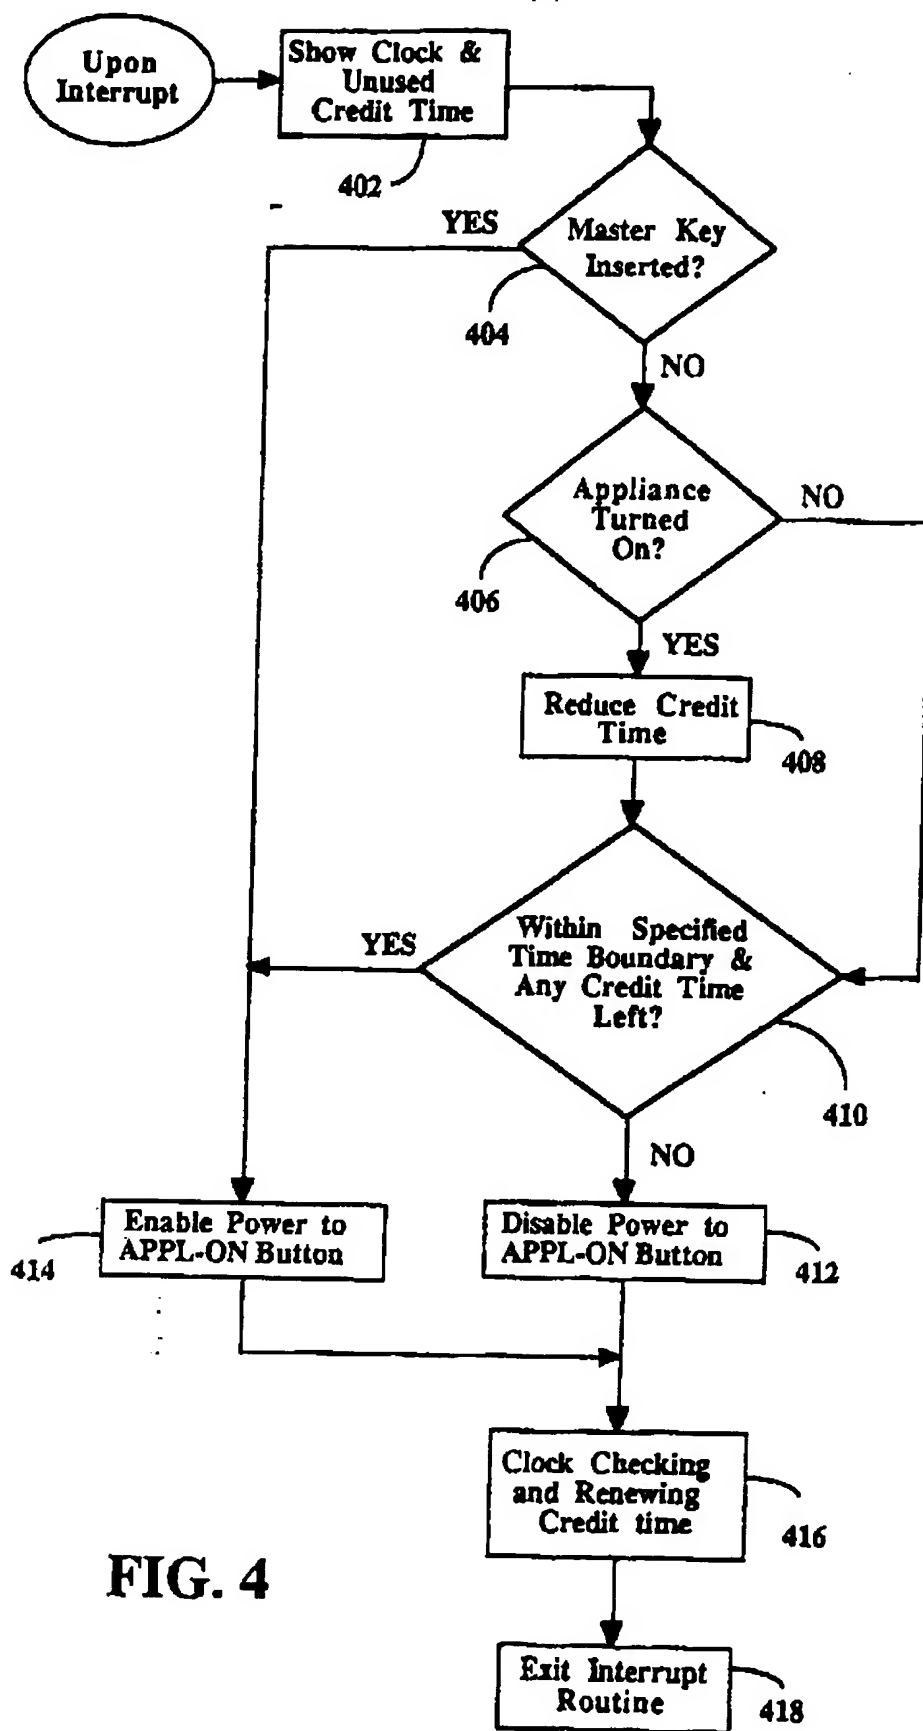 Upon
Interrupt
Show Clock &
Unused
Credit Time
402
YES
Master Key
Inserted?
404
NO
Appliance
Turned
On?
NO
406
YES
Reduce Credit
Time
408
Within Specified
Time Boundary &
Any Credit Time
Left?
YES
410
NO
Enable Power to
APPL-ON Button
414
Disable Power to
APPL-ON Button
412
Clock Checking
and Renewing
Credit time
416
FIG. 4
Exit Interrupt
Routine
418